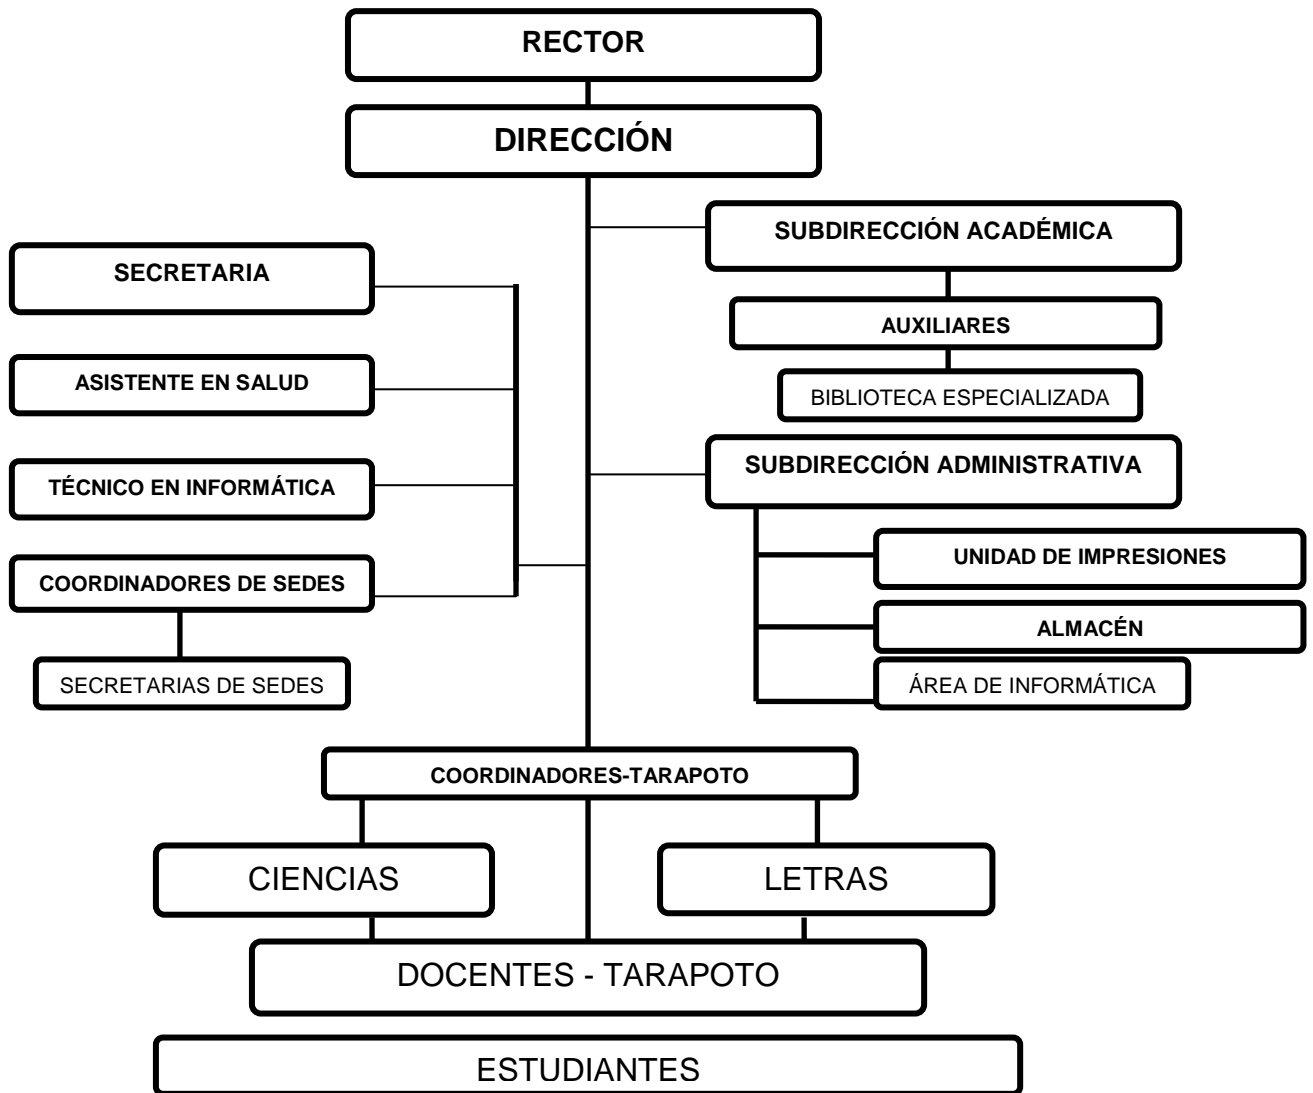 RECTOR
DIRECCIÓN
SUBDIRECCIÓN ACADÉMICA
SECRETARIA
AUXILIARES
ASISTENTE EN SALUD
BIBLIOTECA ESPECIALIZADA
SUBDIRECCIÓN ADMINISTRATIVA
TÉCNICO EN INFORMÁTICA
UNIDAD DE IMPRESIONES
COORDINADORES DE SEDES
ALMACÉN
SECRETARIAS DE SEDES
ÁREA DE INFORMÁTICA
COORDINADORES-TARAPOTO
CIENCIAS
LETRAS
DOCENTES - TARAPOTO
ESTUDIANTES